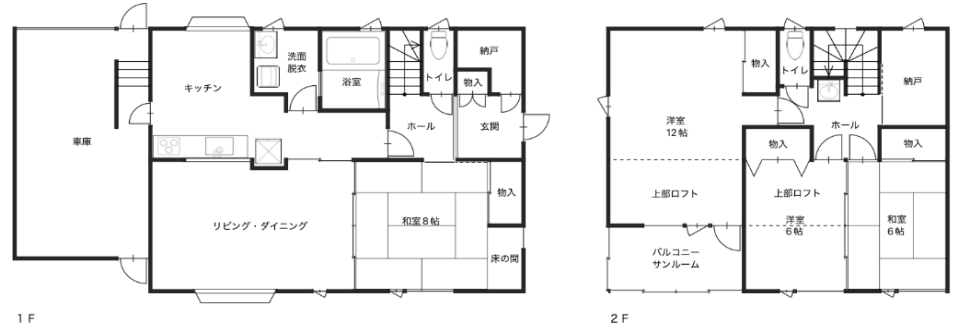 車庫
キッチン
洗面
脱衣
浴室
トイレ
納戸
物入
ホール
玄関
リビング・ダイニング
和室8帖
物入
床の間
1F
洋室
12帖
上部ロフト
物入
トイレ
納戸
ホール
物入
物入
上部ロフト
洋室
6帖
和室
6帖
バルコニー
サンルーム
2F